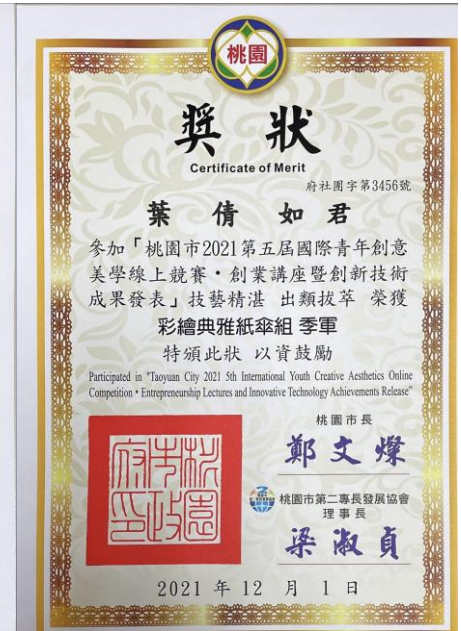 桃園
獎狀
Certificate of Merit
府社團字第3456號
葉倩如君
參加「桃園市2021第五屆國際青年創意
美學線上競賽・創業講座暨創新技術
成果發表」技藝精湛 出類拔萃 榮獲
彩繪典雅紙傘組 季軍
特頒此狀 以資鼓勵
Participated in "Taoyuan City 2021 5th International Youth Creative Aesthetics Online
Competition • Entrepreneurship Lectures and Innovative Technology Achievements Release"
桃園市長
鄭文燦
桃園市政府印
桃園市第二專長發展協會
理事長
梁淑貞
2021 年 12 月 1 日